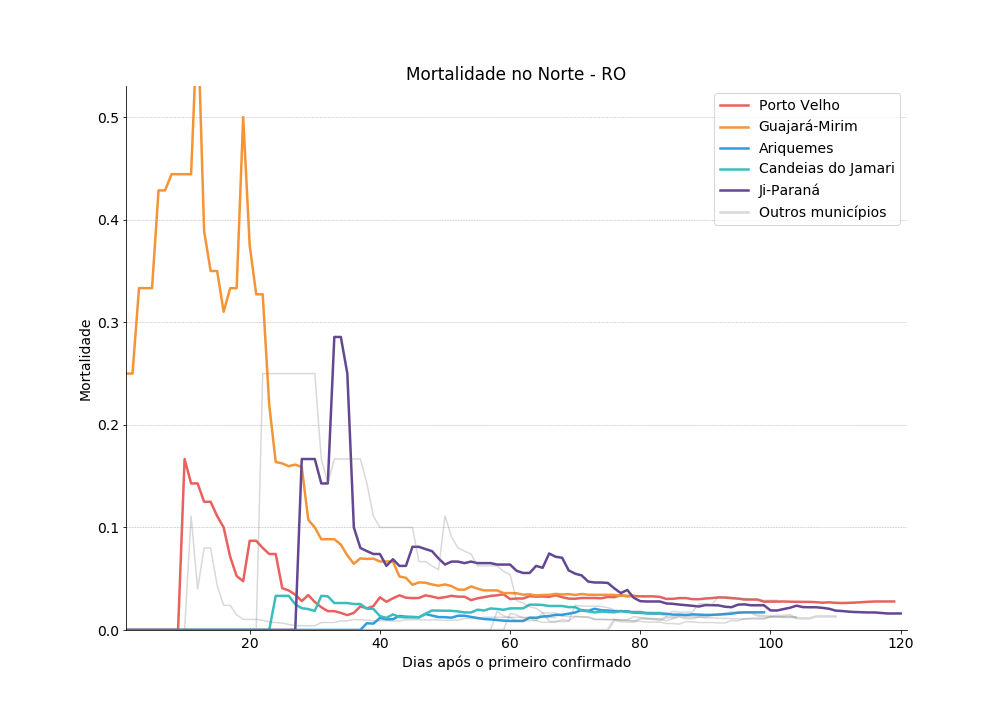 Mortalidade no Norte - RO
Porto Velho
Guajará-Mirim
Ariquemes
Candeias do Jamari
Ji-Paraná
Outros municípios
Mortalidade
0.5
0.4
0.3
0.2
0.1
0.0
20 40 60 80 100 120
Dias após o primeiro confirmado